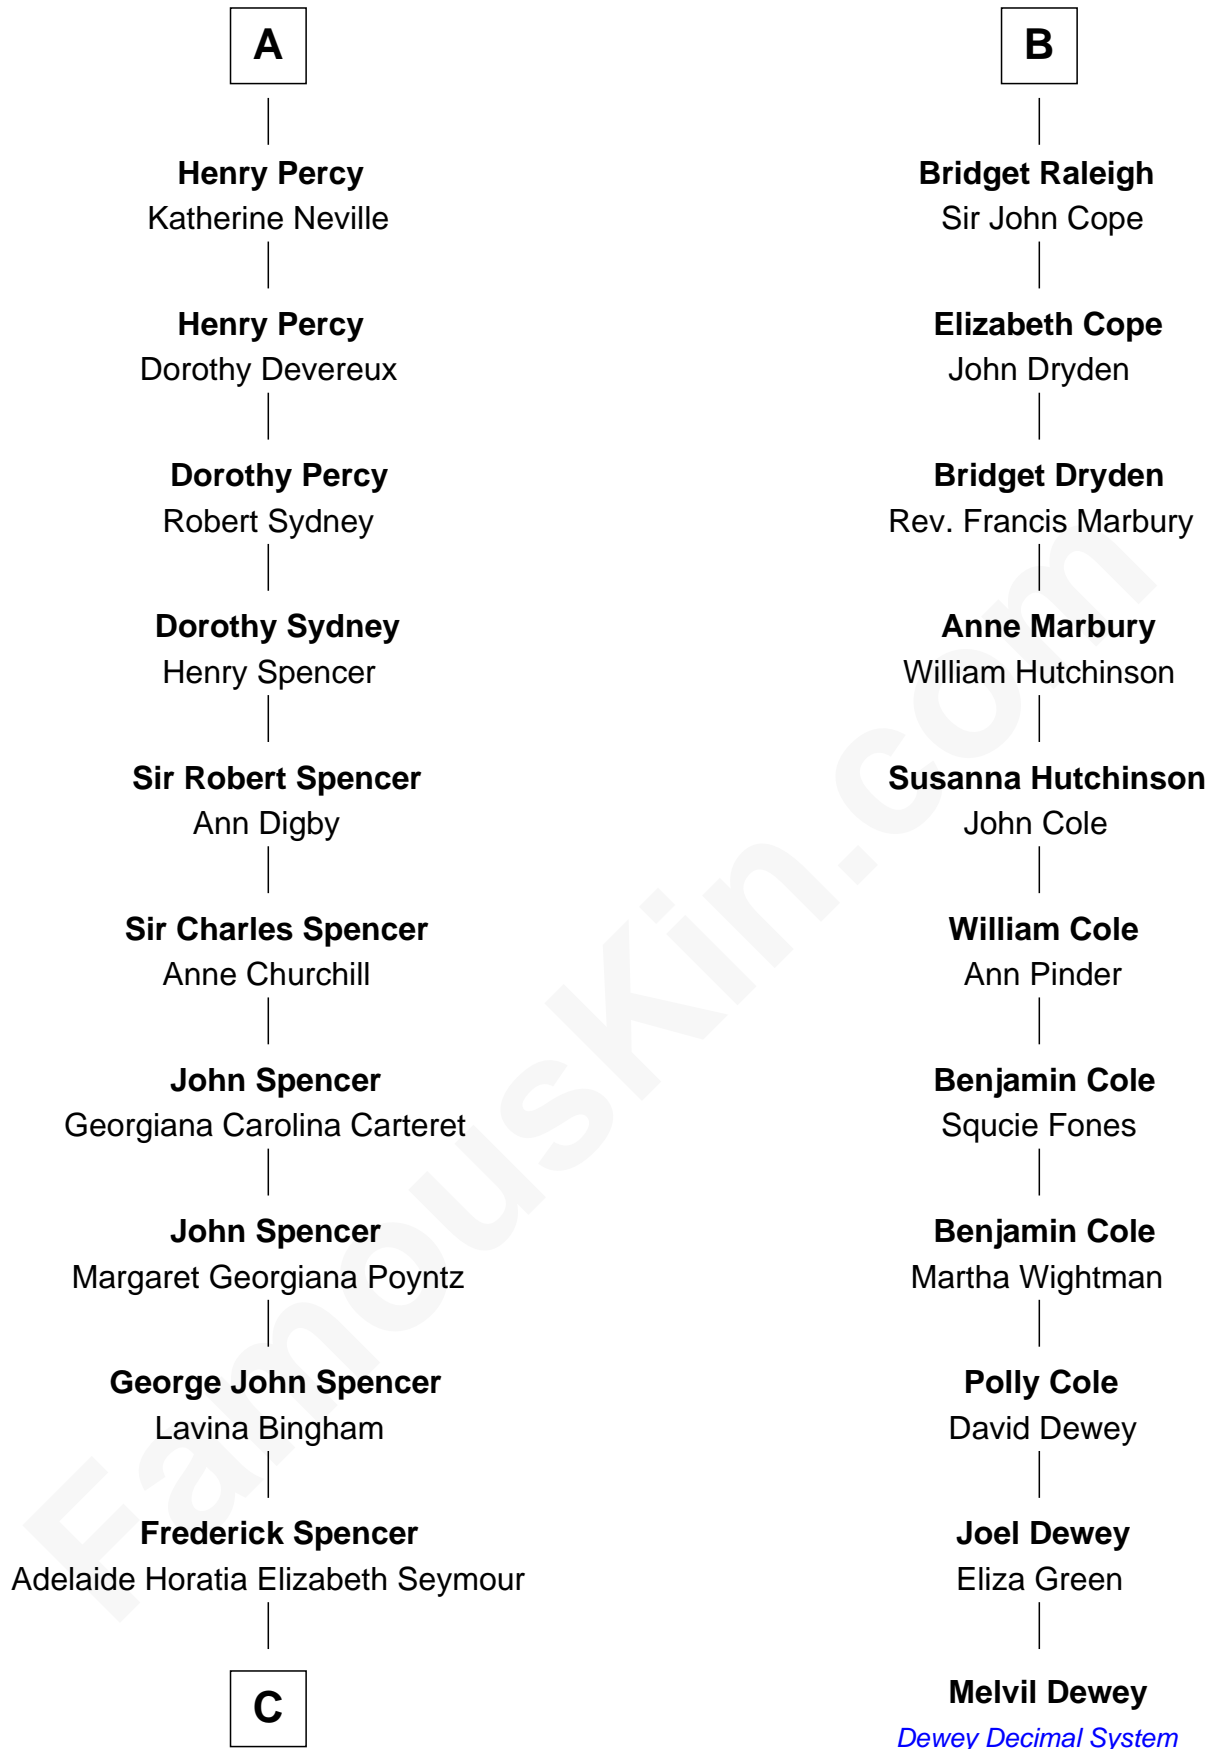 A
Henry Percy
Katherine Neville
Henry Percy
Dorothy Devereux
Dorothy Percy
Robert Sydney
Dorothy Sydney
Henry Spencer
Sir Robert Spencer
Ann Digby
Sir Charles Spencer
Anne Churchill
John Spencer
Georgiana Carolina Carteret
John Spencer
Margaret Georgiana Poyntz
George John Spencer
Lavina Bingham
Frederick Spencer
Adelaide Horatia Elizabeth Seymour
C
B
Bridget Raleigh
Sir John Cope
Elizabeth Cope
John Dryden
Bridget Dryden
Rev. Francis Marbury
Anne Marbury
William Hutchinson
Susanna Hutchinson
John Cole
William Cole
Ann Pinder
Benjamin Cole
Squcie Fones
Benjamin Cole
Martha Wightman
Polly Cole
David Dewey
Joel Dewey
Eliza Green
Melvil Dewey
Dewey Decimal System
FamousKin.com